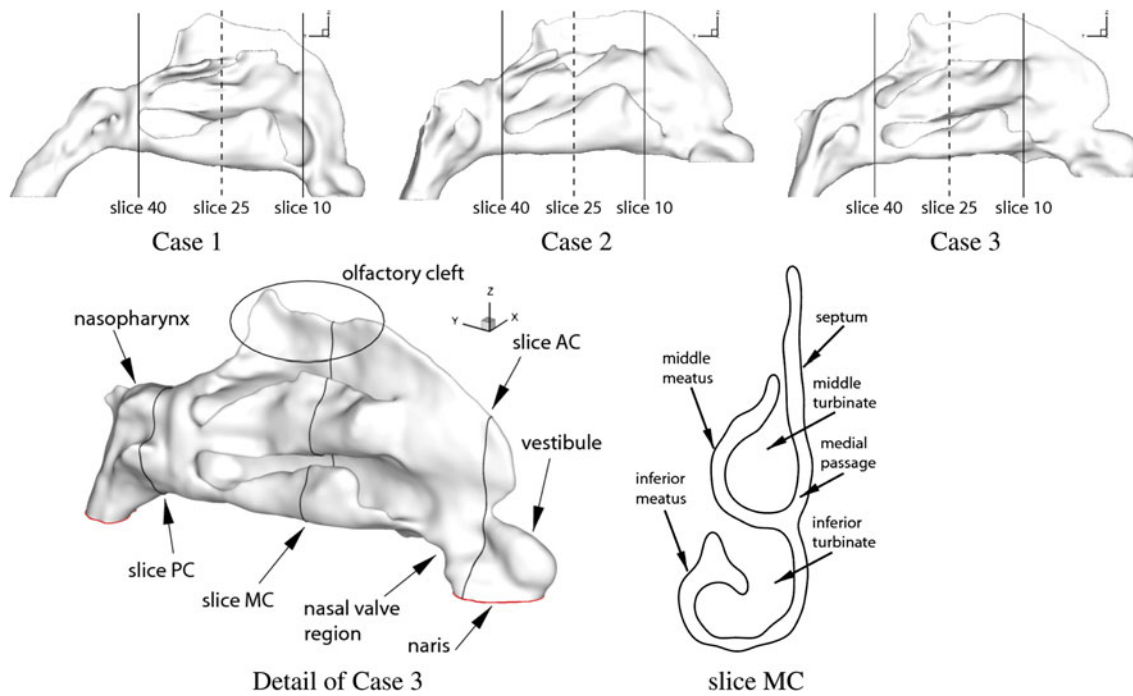 Z
Y
Z
Y
Z
Y
slice 40 slice 25 slice 10
slice 40 slice 25 slice 10
slice 40 slice 25 slice 10
Case 1
Case 2
Case 3
olfactory cleft
nasopharynx
Z
Y X
slice AC
vestibule
slice PC
slice MC
nasal valve
region
naris
Detail of Case 3
septum
middle
meatus
middle
turbinate
medial
passage
inferior
meatus
inferior
turbinate
slice MC